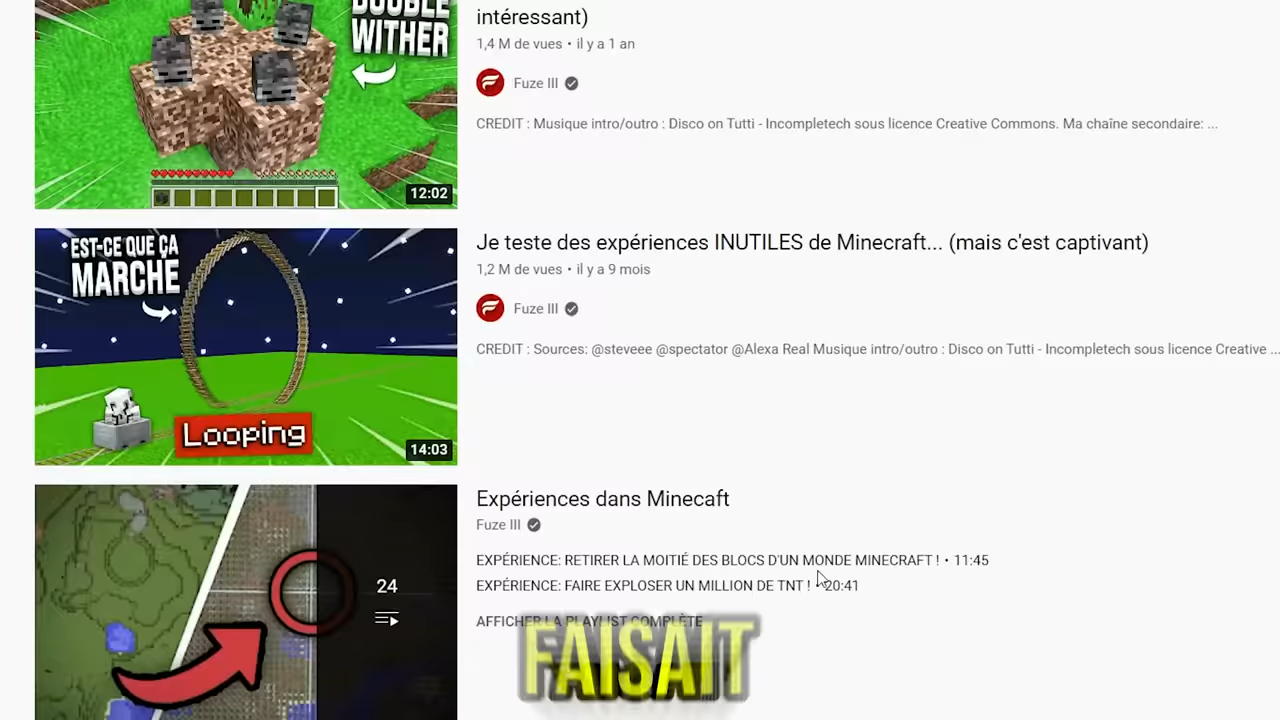 DOUBLE
WITHER
12:02
intéressant)
1,4 M de vues • il y a 1 an
Fuze III
CREDIT : Musique intro/outro : Disco on Tutti - Incompletech sous licence Creative Commons. Ma chaîne secondaire: ...
EST-CE QUE ÇA
MARCHE
Looping
14:03
Je teste des expériences INUTILES de Minecraft... (mais c'est captivant)
1,2 M de vues • il y a 9 mois
Fuze III
CREDIT : Sources: @steveee @spectator @Alexa Real Musique intro/outro : Disco on Tutti - Incompletech sous licence Creative ...
24
Expériences dans Minecaft
Fuze III
EXPÉRIENCE: RETIRER LA MOITIÉ DES BLOCS D'UN MONDE MINECRAFT ! • 11:45
EXPÉRIENCE: FAIRE EXPLOSER UN MILLION DE TNT ! • 20:41
AFFICHER LA PLAYLIST COMPLÈTE
FAISAIT